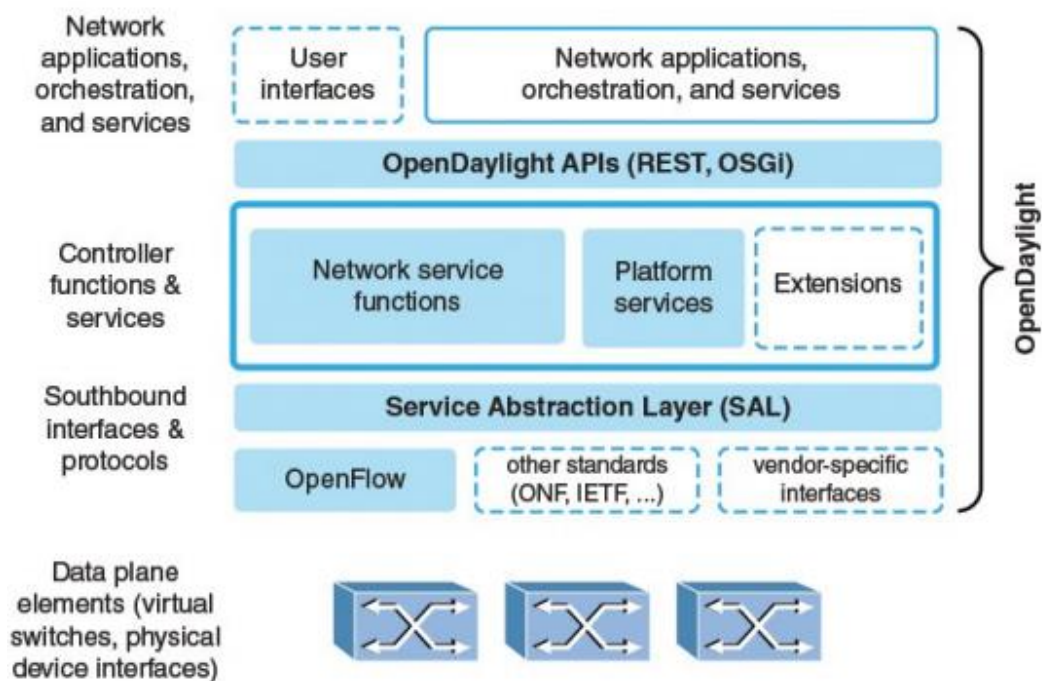 Network
applications,
orchestration,
and services
User
interfaces
Network applications,
orchestration, and services
OpenDaylight APIs (REST, OSGi)
Controller
functions &
services
Network service
functions
Platform
services
Extensions
OpenDaylight
Southbound
interfaces &
protocols
Service Abstraction Layer (SAL)
OpenFlow
other standards
(ONF, IETF, ...)
vendor-specific
interfaces
Data plane
elements (virtual
switches, physical
device interfaces)